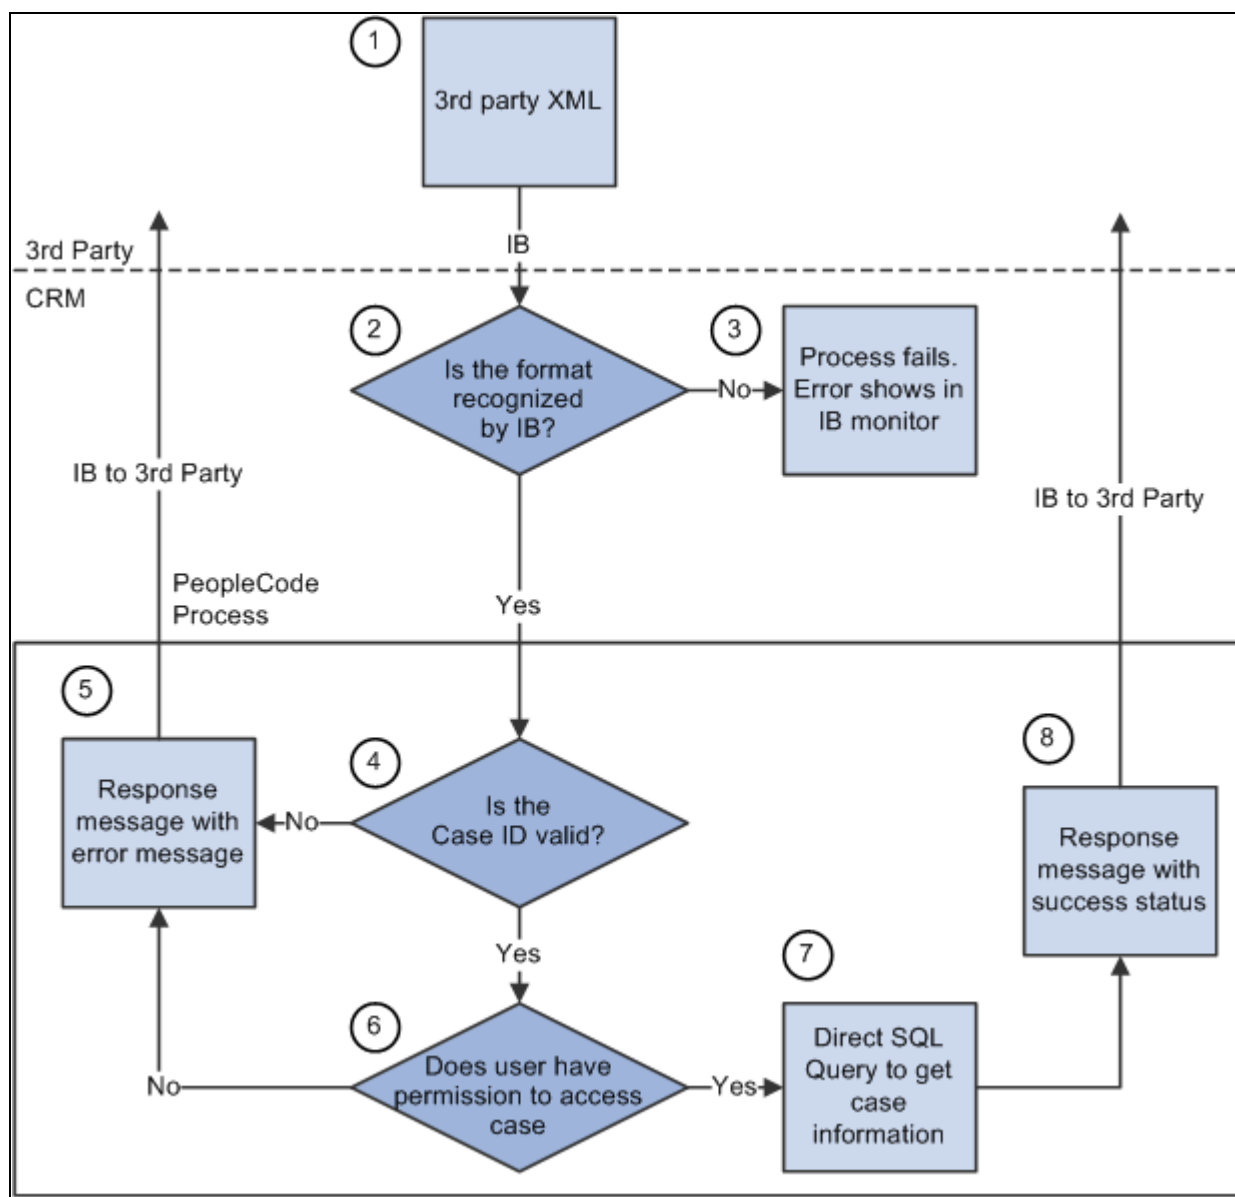 1
3rd party XML
IB
3rd Party
CRM
2
Is the format
recognized
by IB?
No
3
Process fails.
Error shows in
IB monitor
IB to 3rd Party
IB to 3rd Party
Yes
PeopleCode
Process
5
Response
message with
error message
No
4
Is the
Case ID valid?
8
Response
message with
success status
Yes
6
Does user have
permission to access
case
No
Yes
7
Direct SQL
Query to get
case
information